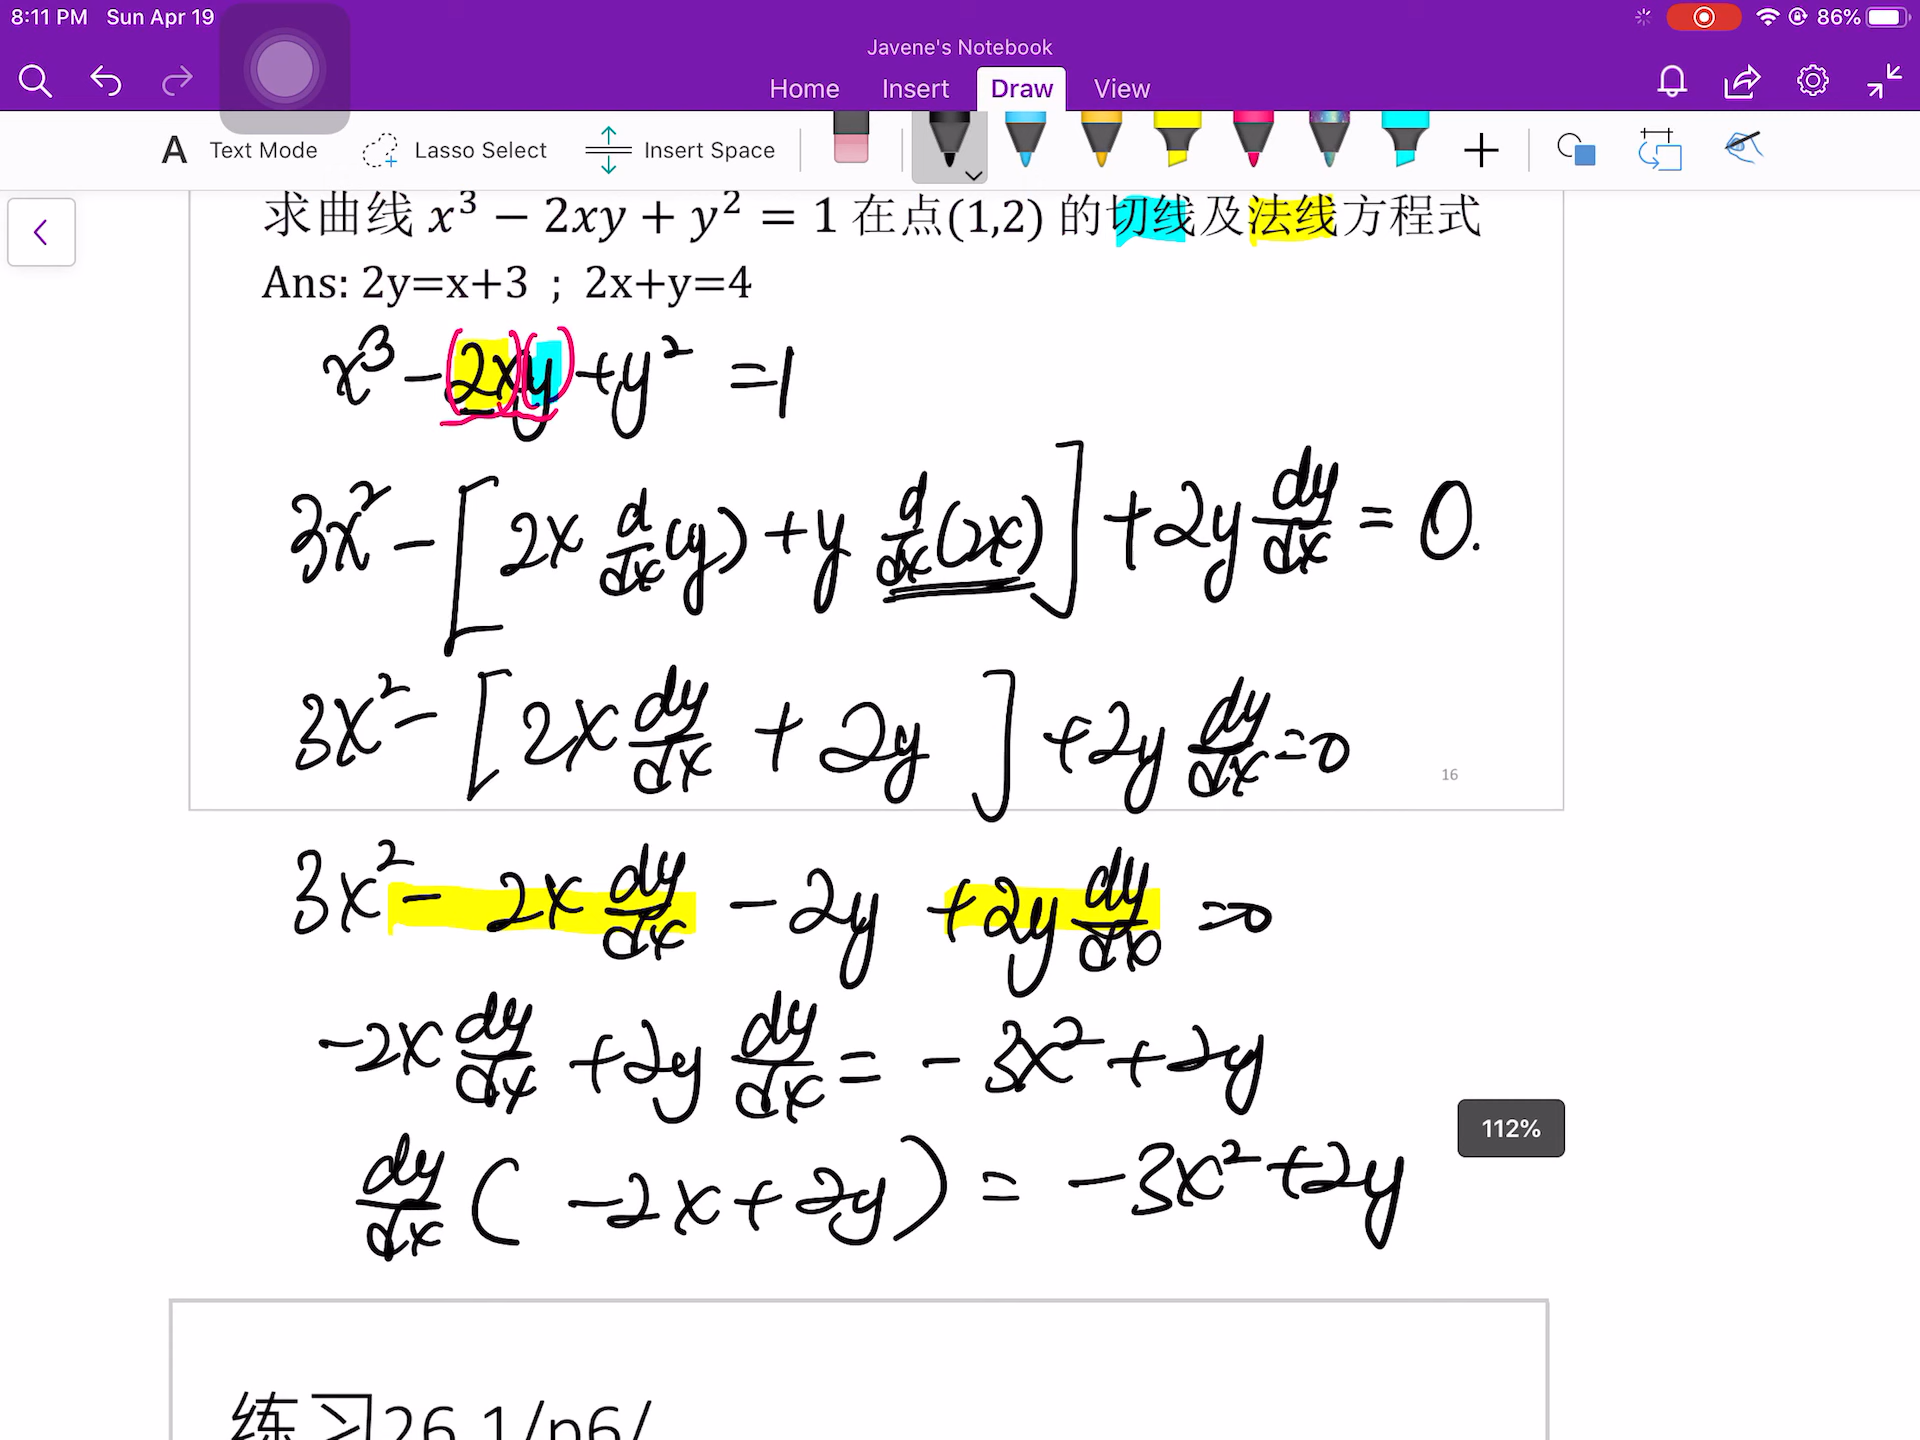 8:11 PM Sun Apr 19
86%
Javene's Notebook
Home Insert Draw View
A Text Mode Lasso Select Insert Space
求曲线 x³ − 2xy + y² = 1 在点(1,2) 的切线及法线方程式
Ans: 2y=x+3 ; 2x+y=4
x³ − (2x)(y) + y² = 1
3x² − [2x d/dx (y) + y d/dx (2x)] + 2y dy/dx = 0.
3x² − [2x dy/dx + 2y] + 2y dy/dx = 0
16
3x² − 2x dy/dx − 2y + 2y dy/dx = 0
−2x dy/dx + 2y dy/dx = −3x² + 2y
112%
dy/dx (−2x + 2y) = −3x² + 2y
练习26.1/p6/